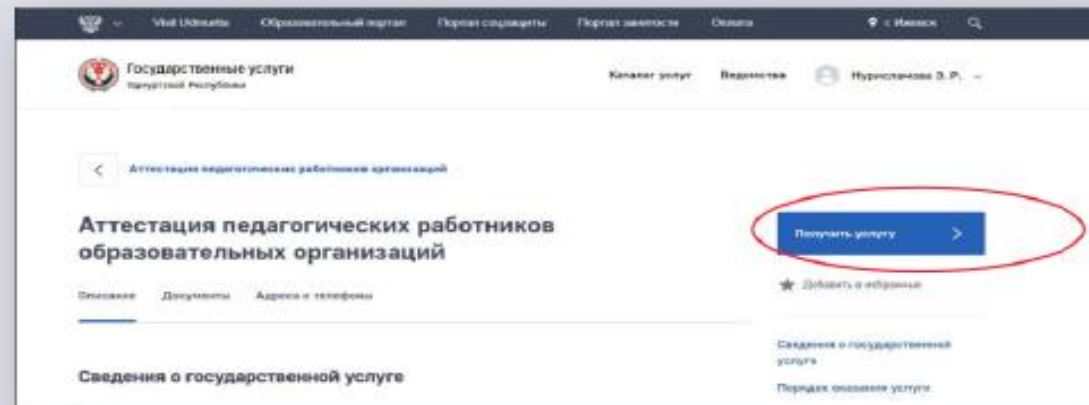 Visit Udmurtia Образовательный портал Портал соцзащиты Портал занятости Оплата г. Ижевск
Государственные услуги
Удмуртской Республики
Каталог услуг Ведомства Нурисламова Э. Р.
Аттестация педагогических работников организаций
Аттестация педагогических работников
образовательных организаций
Получить услугу
Добавить в избранные
Описание Документы Адреса и телефоны
Сведения о государственной
услуге
Сведения о государственной услуге
Порядок оказания услуги